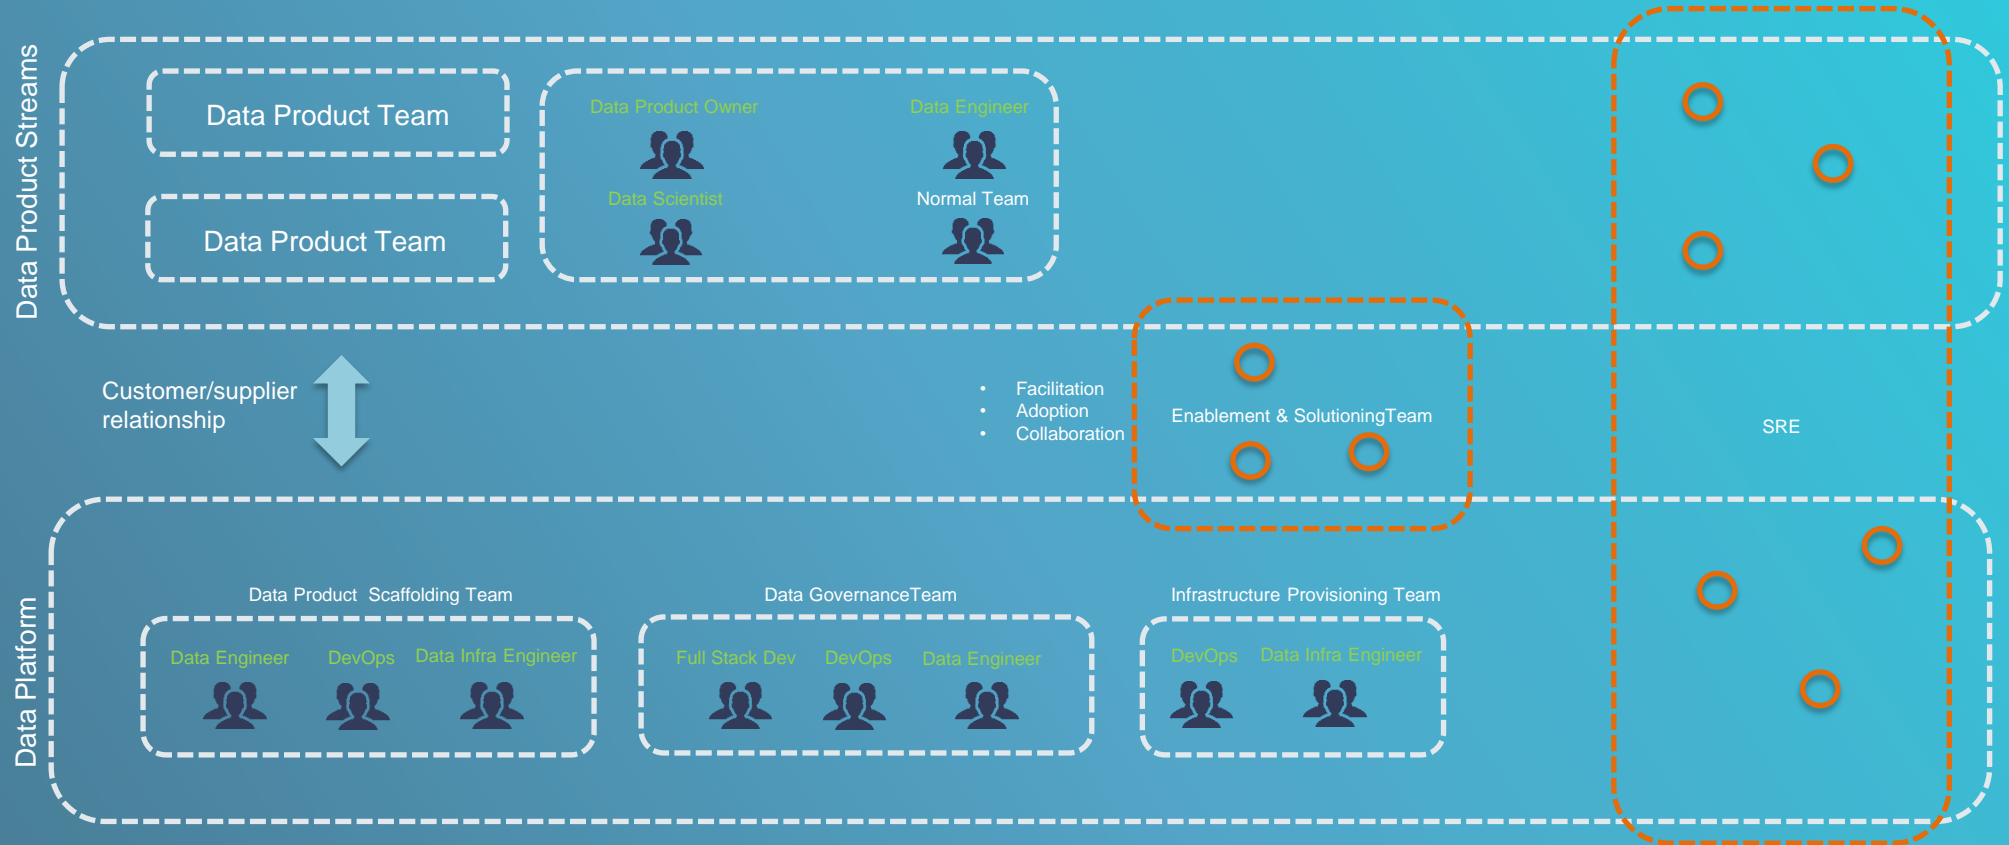 Data Product Streams
Data Product Team
Data Product Team
Data Product Owner
Data Engineer
Data Scientist
Normal Team
Customer/supplier
relationship
• Facilitation
• Adoption
• Collaboration
Enablement & SolutioningTeam
SRE
Data Platform
Data Product  Scaffolding Team
Data Engineer
DevOps
Data Infra Engineer
Data GovernanceTeam
Full Stack Dev
DevOps
Data Engineer
Infrastructure Provisioning Team
DevOps
Data Infra Engineer